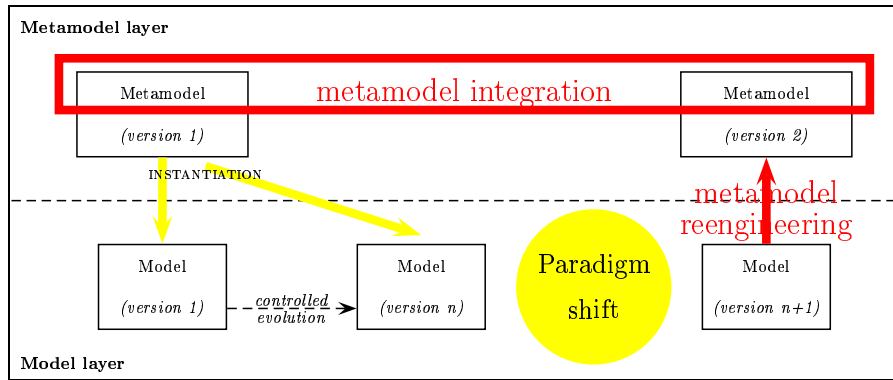 Metamodel layer
Metamodel
(version 1)
metamodel integration
Metamodel
(version 2)
INSTANTIATION
metamodel
reengineering
Model
(version 1)
controlled
evolution
Model
(version n)
Paradigm
shift
Model
(version n+1)
Model layer